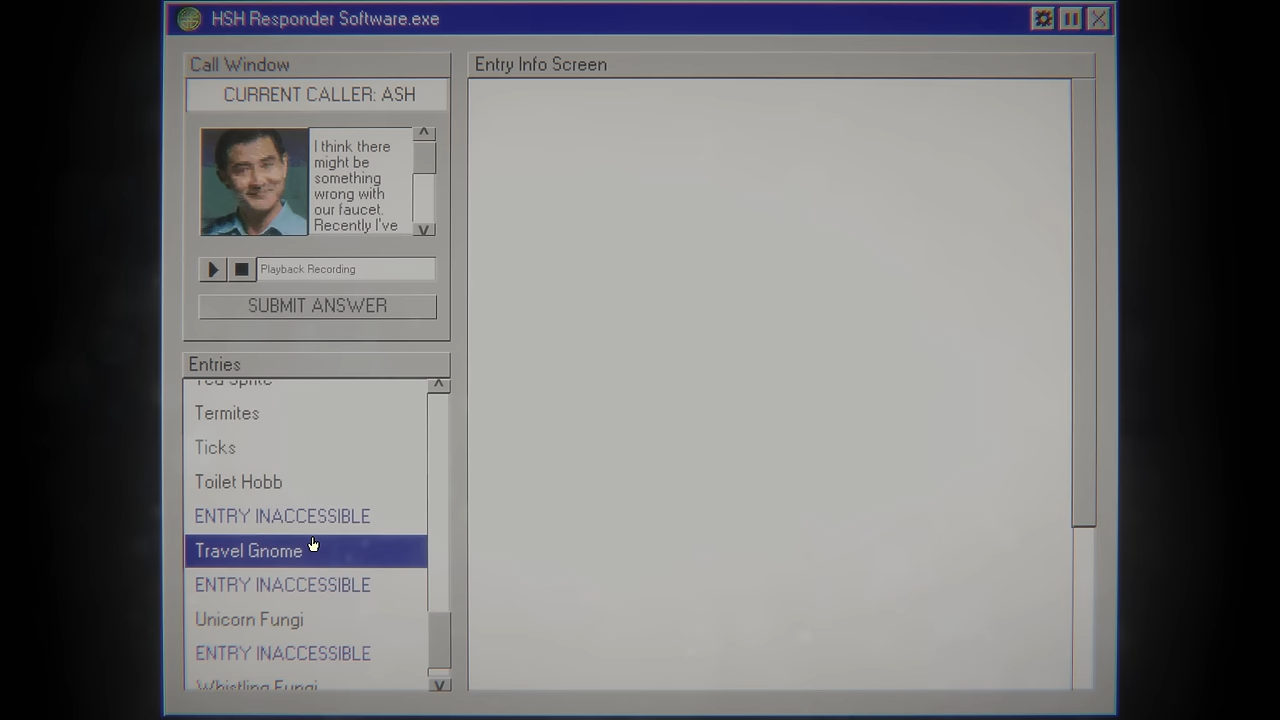 HSH Responder Software.exe
Call Window
CURRENT CALLER: ASH
I think there
might be
something
wrong with
our faucet.
Recently I've
Playback Recording
SUBMIT ANSWER
Entries
Termites
Ticks
Toilet Hobb
ENTRY INACCESSIBLE
Travel Gnome
ENTRY INACCESSIBLE
Unicorn Fungi
ENTRY INACCESSIBLE
Whistling Fungi
Entry Info Screen